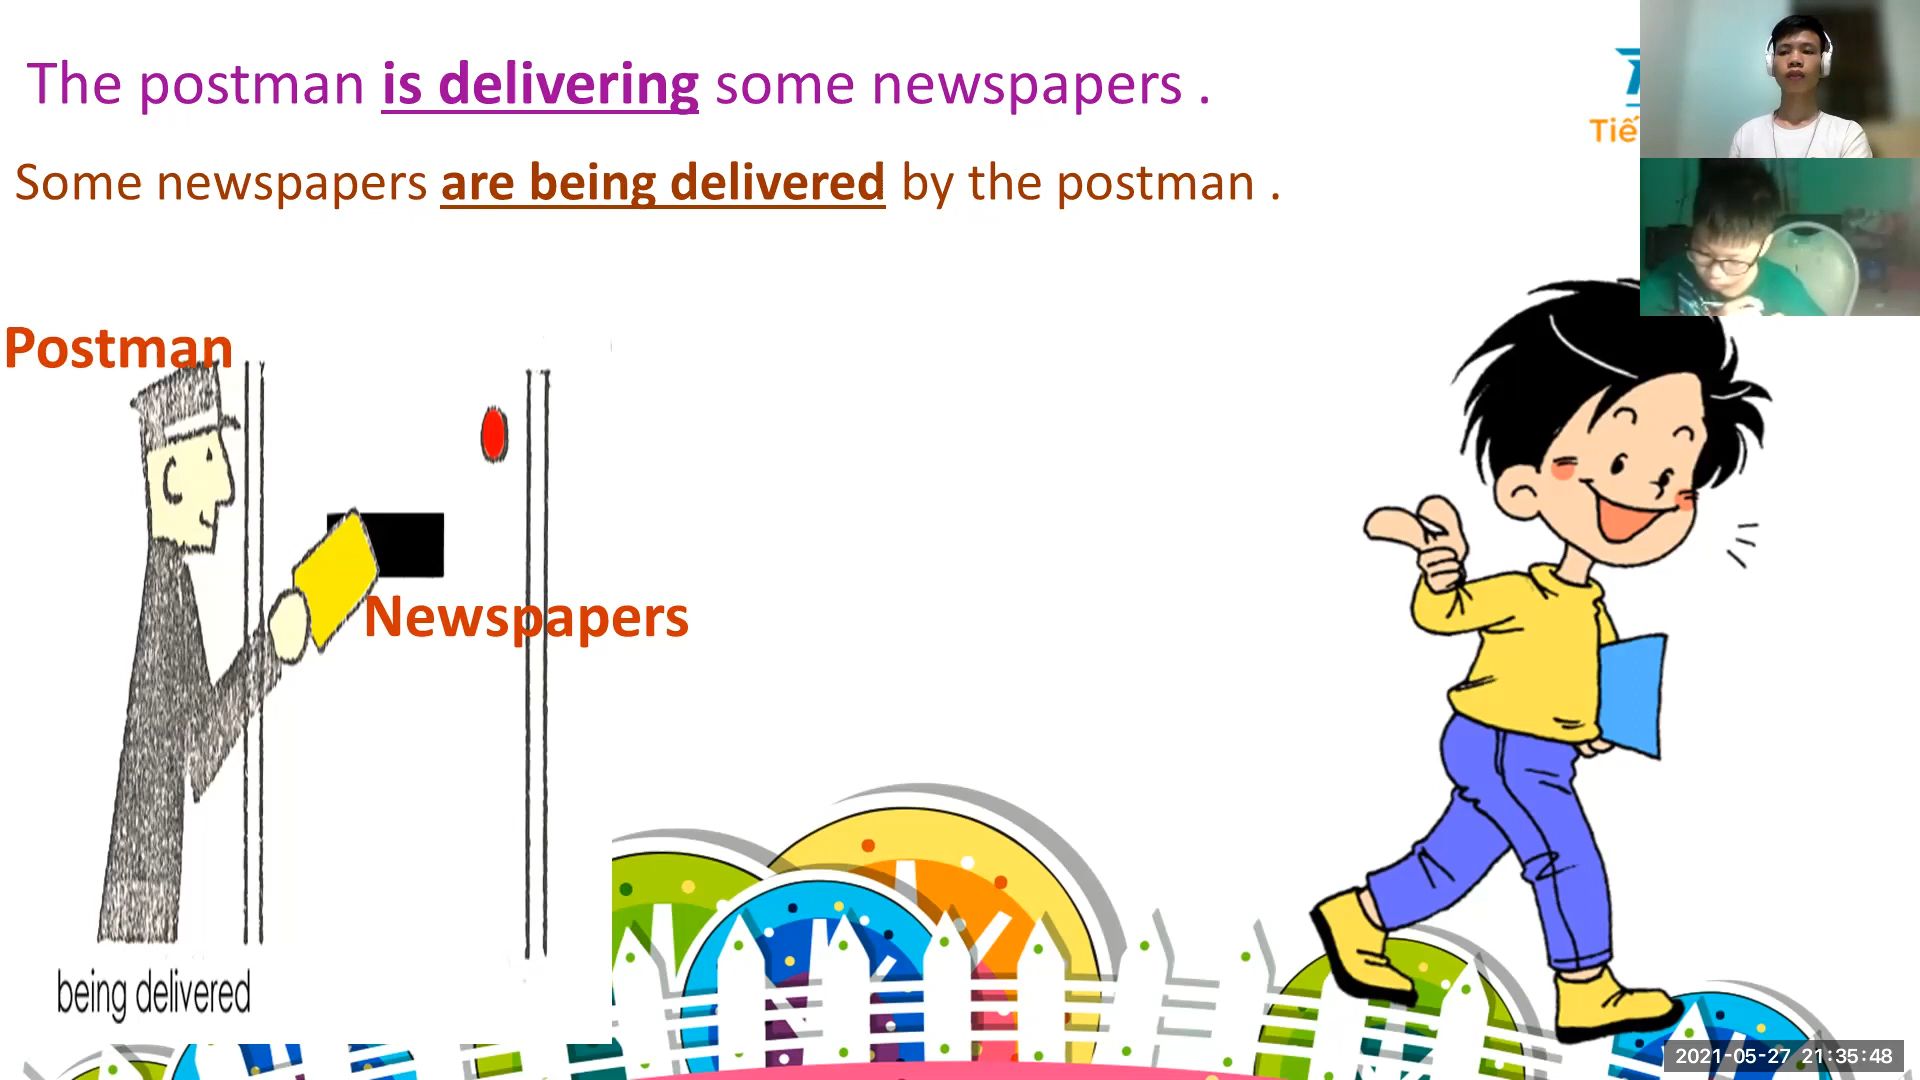 The postman is delivering some newspapers .
Some newspapers are being delivered by the postman .
Tiế
Postman
Newspapers
being delivered
2021-05-27 21:35:48